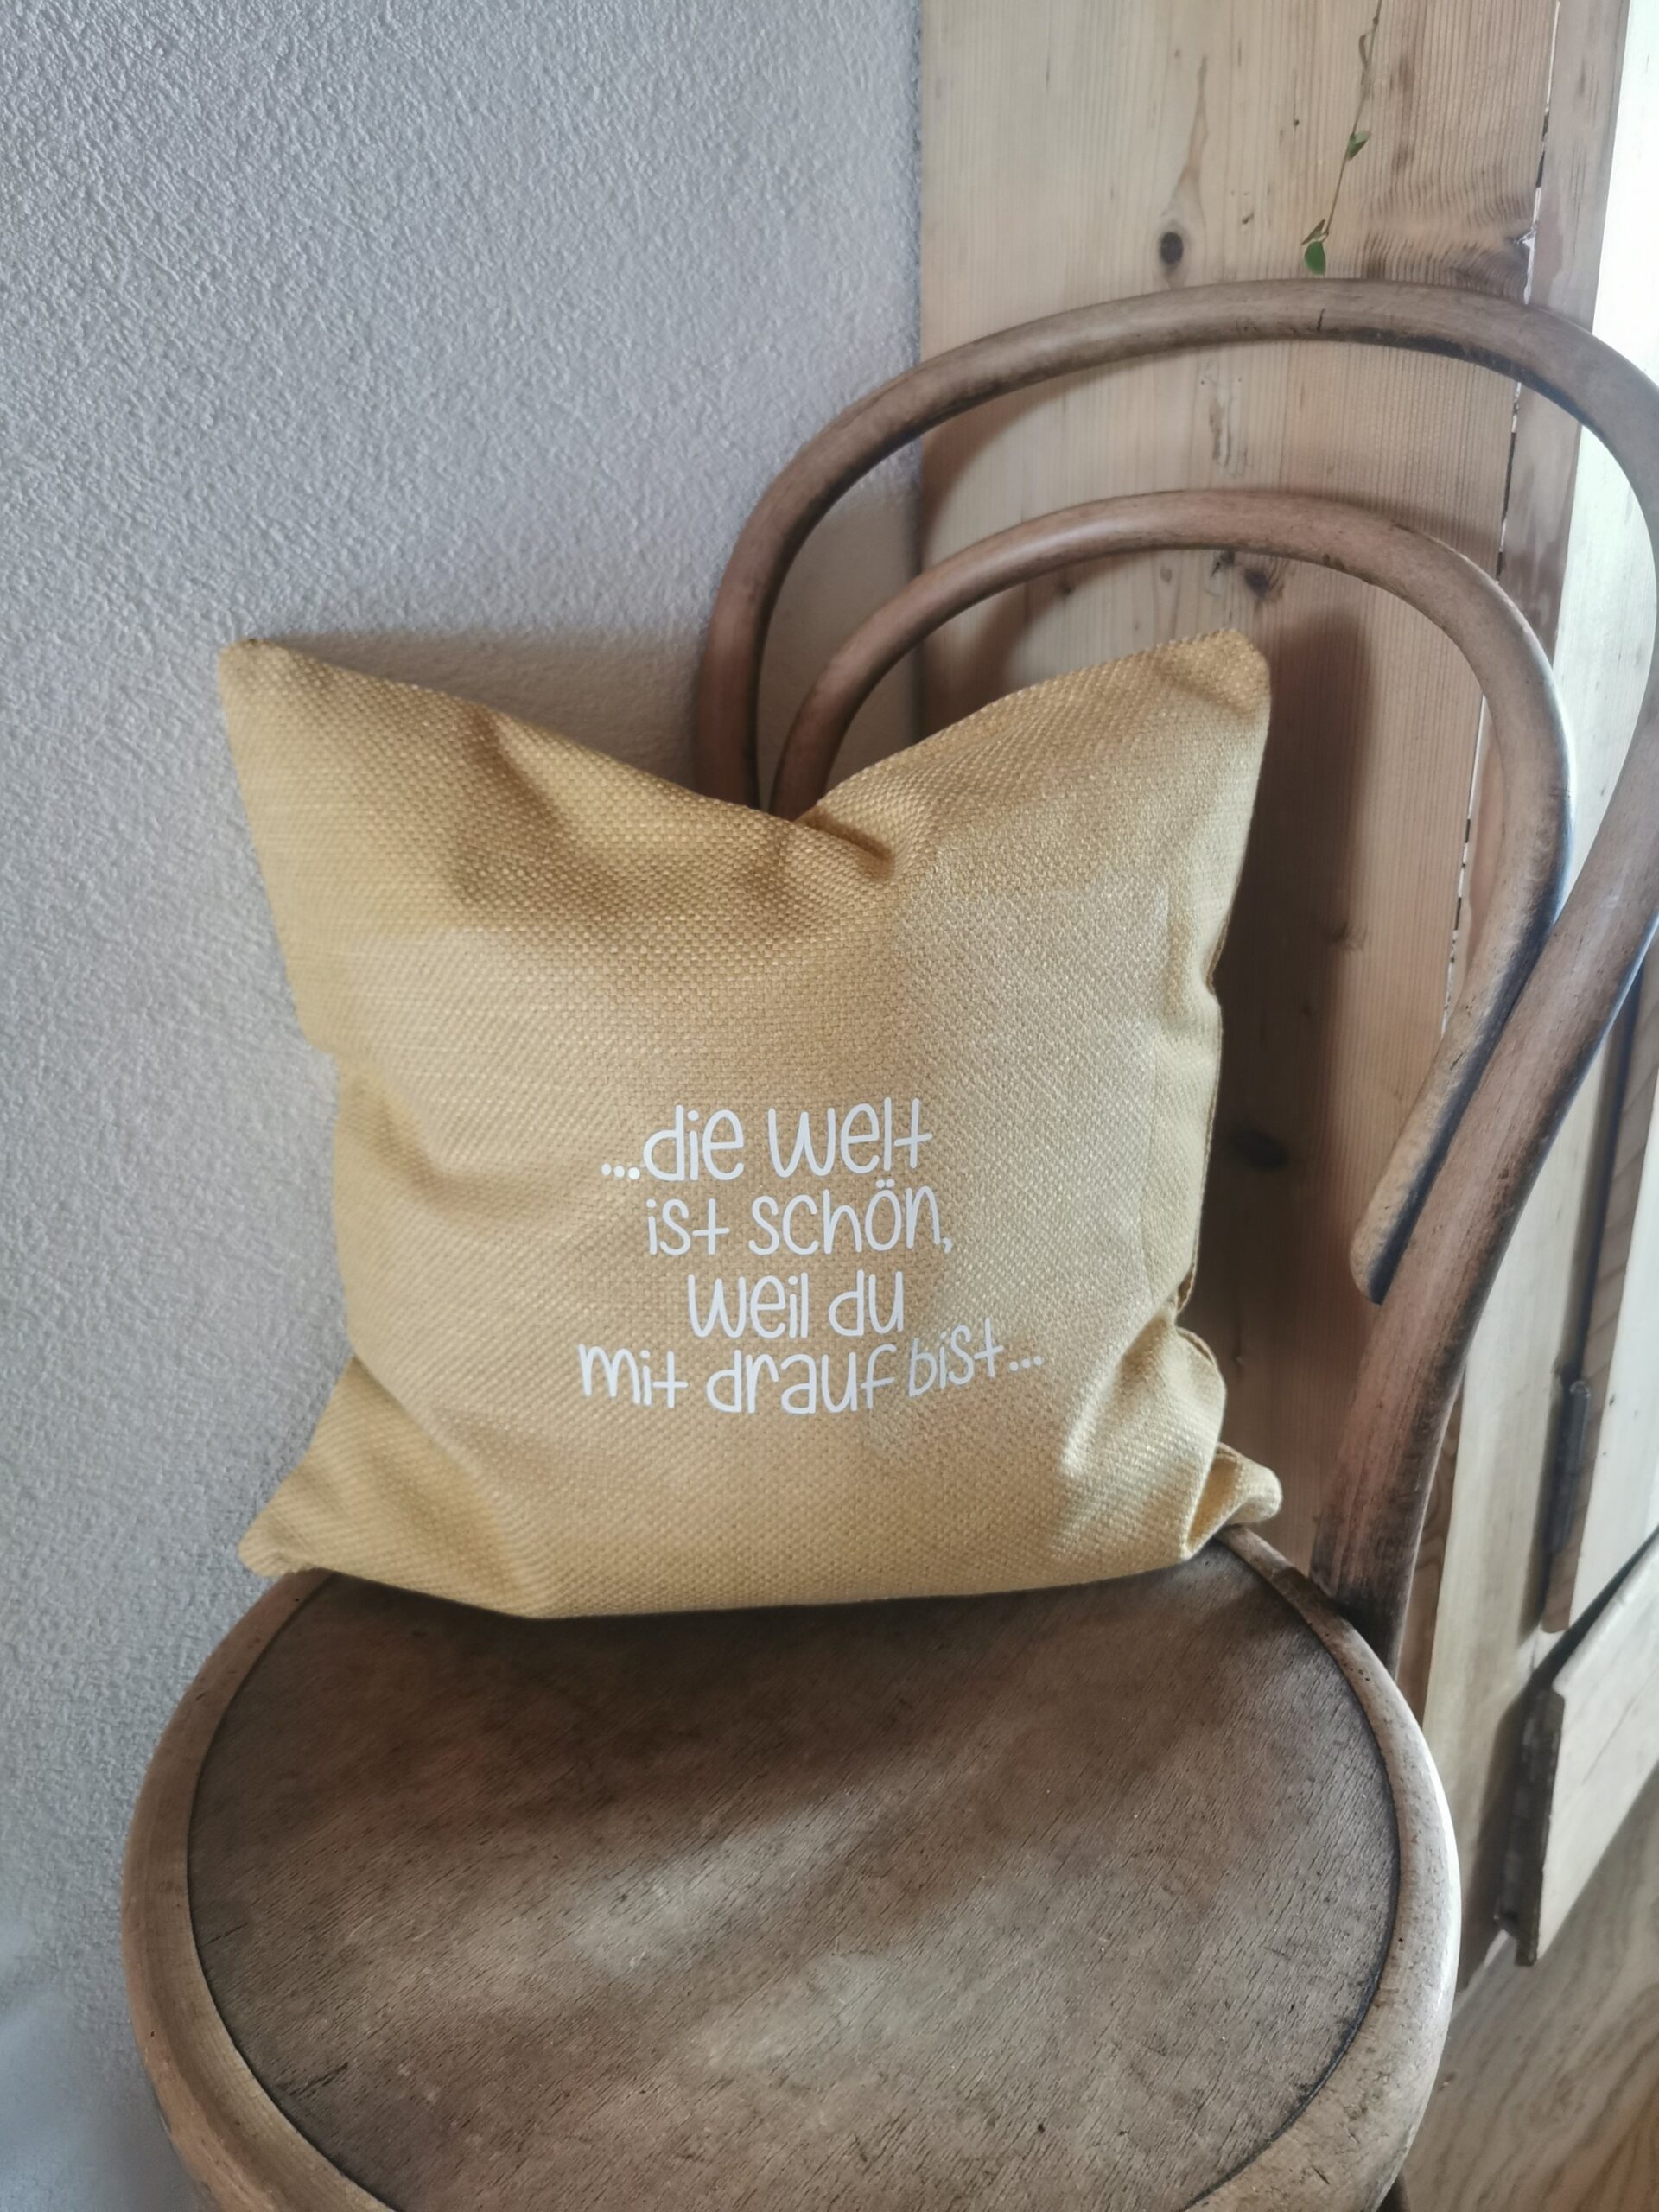 ...die welt
ist schön,
weil du
mit drauf bist...